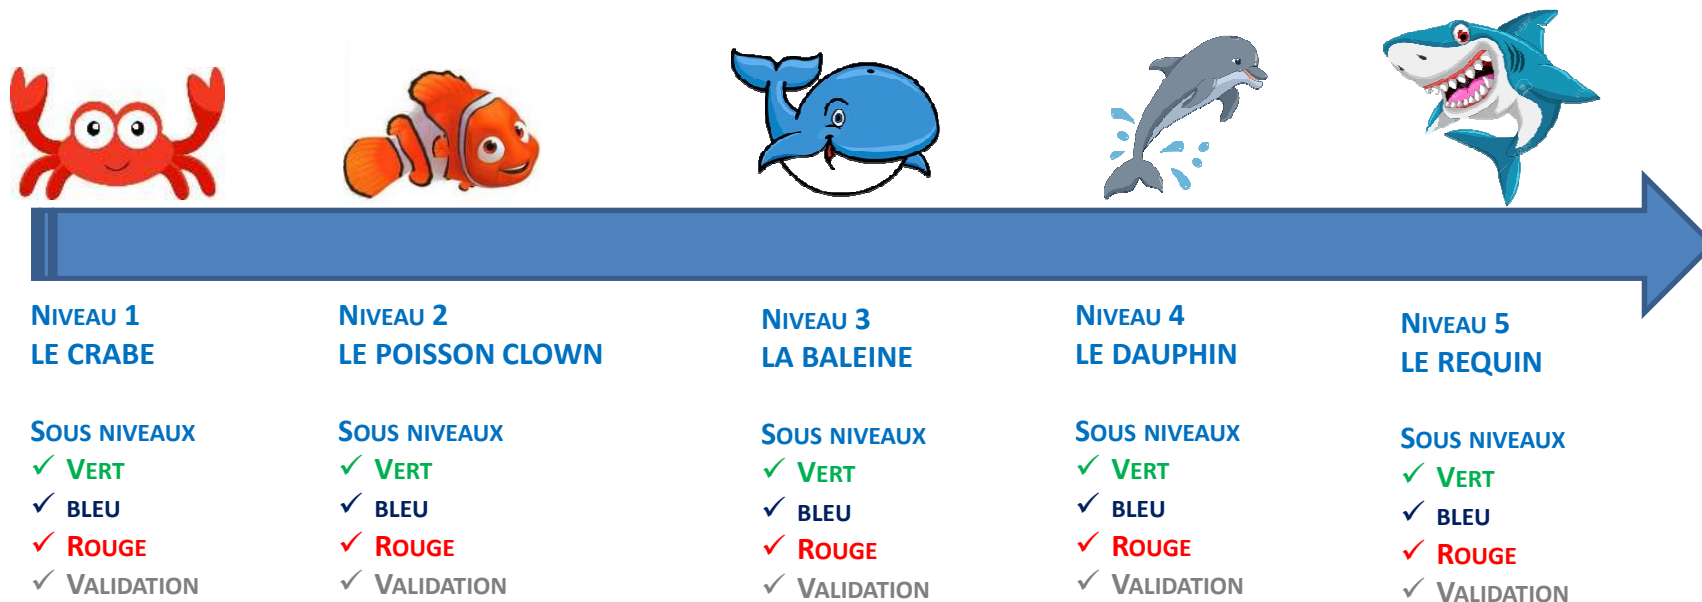 Niveau 1
LE CRABE
Sous niveaux
✓ Vert
✓ bleu
✓ Rouge
✓ Validation
Niveau 2
LE POISSON CLOWN
Sous niveaux
✓ Vert
✓ bleu
✓ Rouge
✓ Validation
Niveau 3
LA BALEINE
Sous niveaux
✓ Vert
✓ bleu
✓ Rouge
✓ Validation
Niveau 4
LE DAUPHIN
Sous niveaux
✓ Vert
✓ bleu
✓ Rouge
✓ Validation
Niveau 5
LE REQUIN
Sous niveaux
✓ Vert
✓ bleu
✓ Rouge
✓ Validation